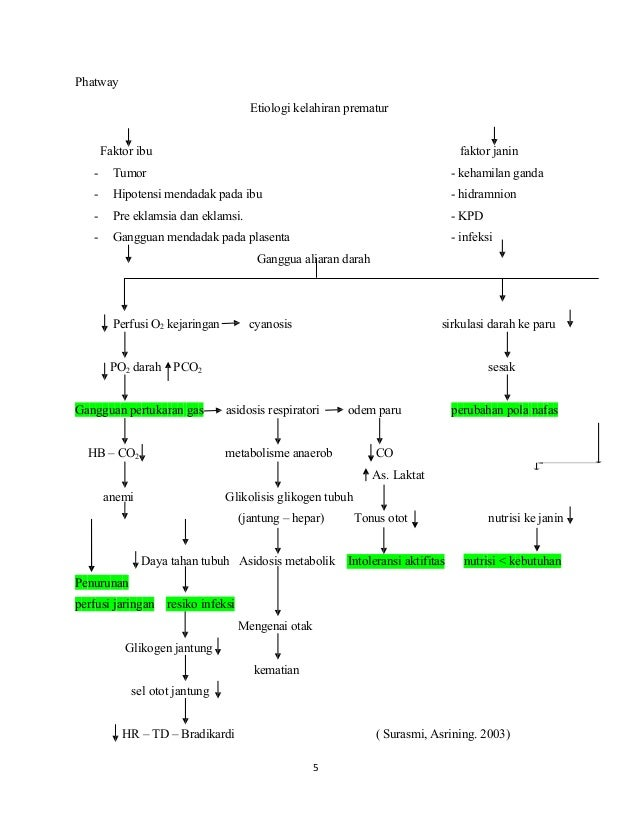 Phatway
Etiologi kelahiran prematur
Faktor ibu faktor janin
- Tumor - kehamilan ganda
- Hipotensi mendadak pada ibu - hidramnion
- Pre eklamsia dan eklamsi. - KPD
- Gangguan mendadak pada plasenta - infeksi
Ganggua aliaran darah
Perfusi O2 kejaringan cyanosis sirkulasi darah ke paru
PO2 darah PCO2 sesak
Gangguan pertukaran gas asidosis respiratori odem paru perubahan pola nafas
HB – CO2 metabolisme anaerob CO
As. Laktat
anemi Glikolisis glikogen tubuh
(jantung – hepar) Tonus otot nutrisi ke janin
Daya tahan tubuh Asidosis metabolik Intoleransi aktifitas nutrisi < kebutuhan
Penurunan
perfusi jaringan resiko infeksi
Mengenai otak
Glikogen jantung
kematian
sel otot jantung
HR – TD – Bradikardi ( Surasmi, Asrining. 2003)
5